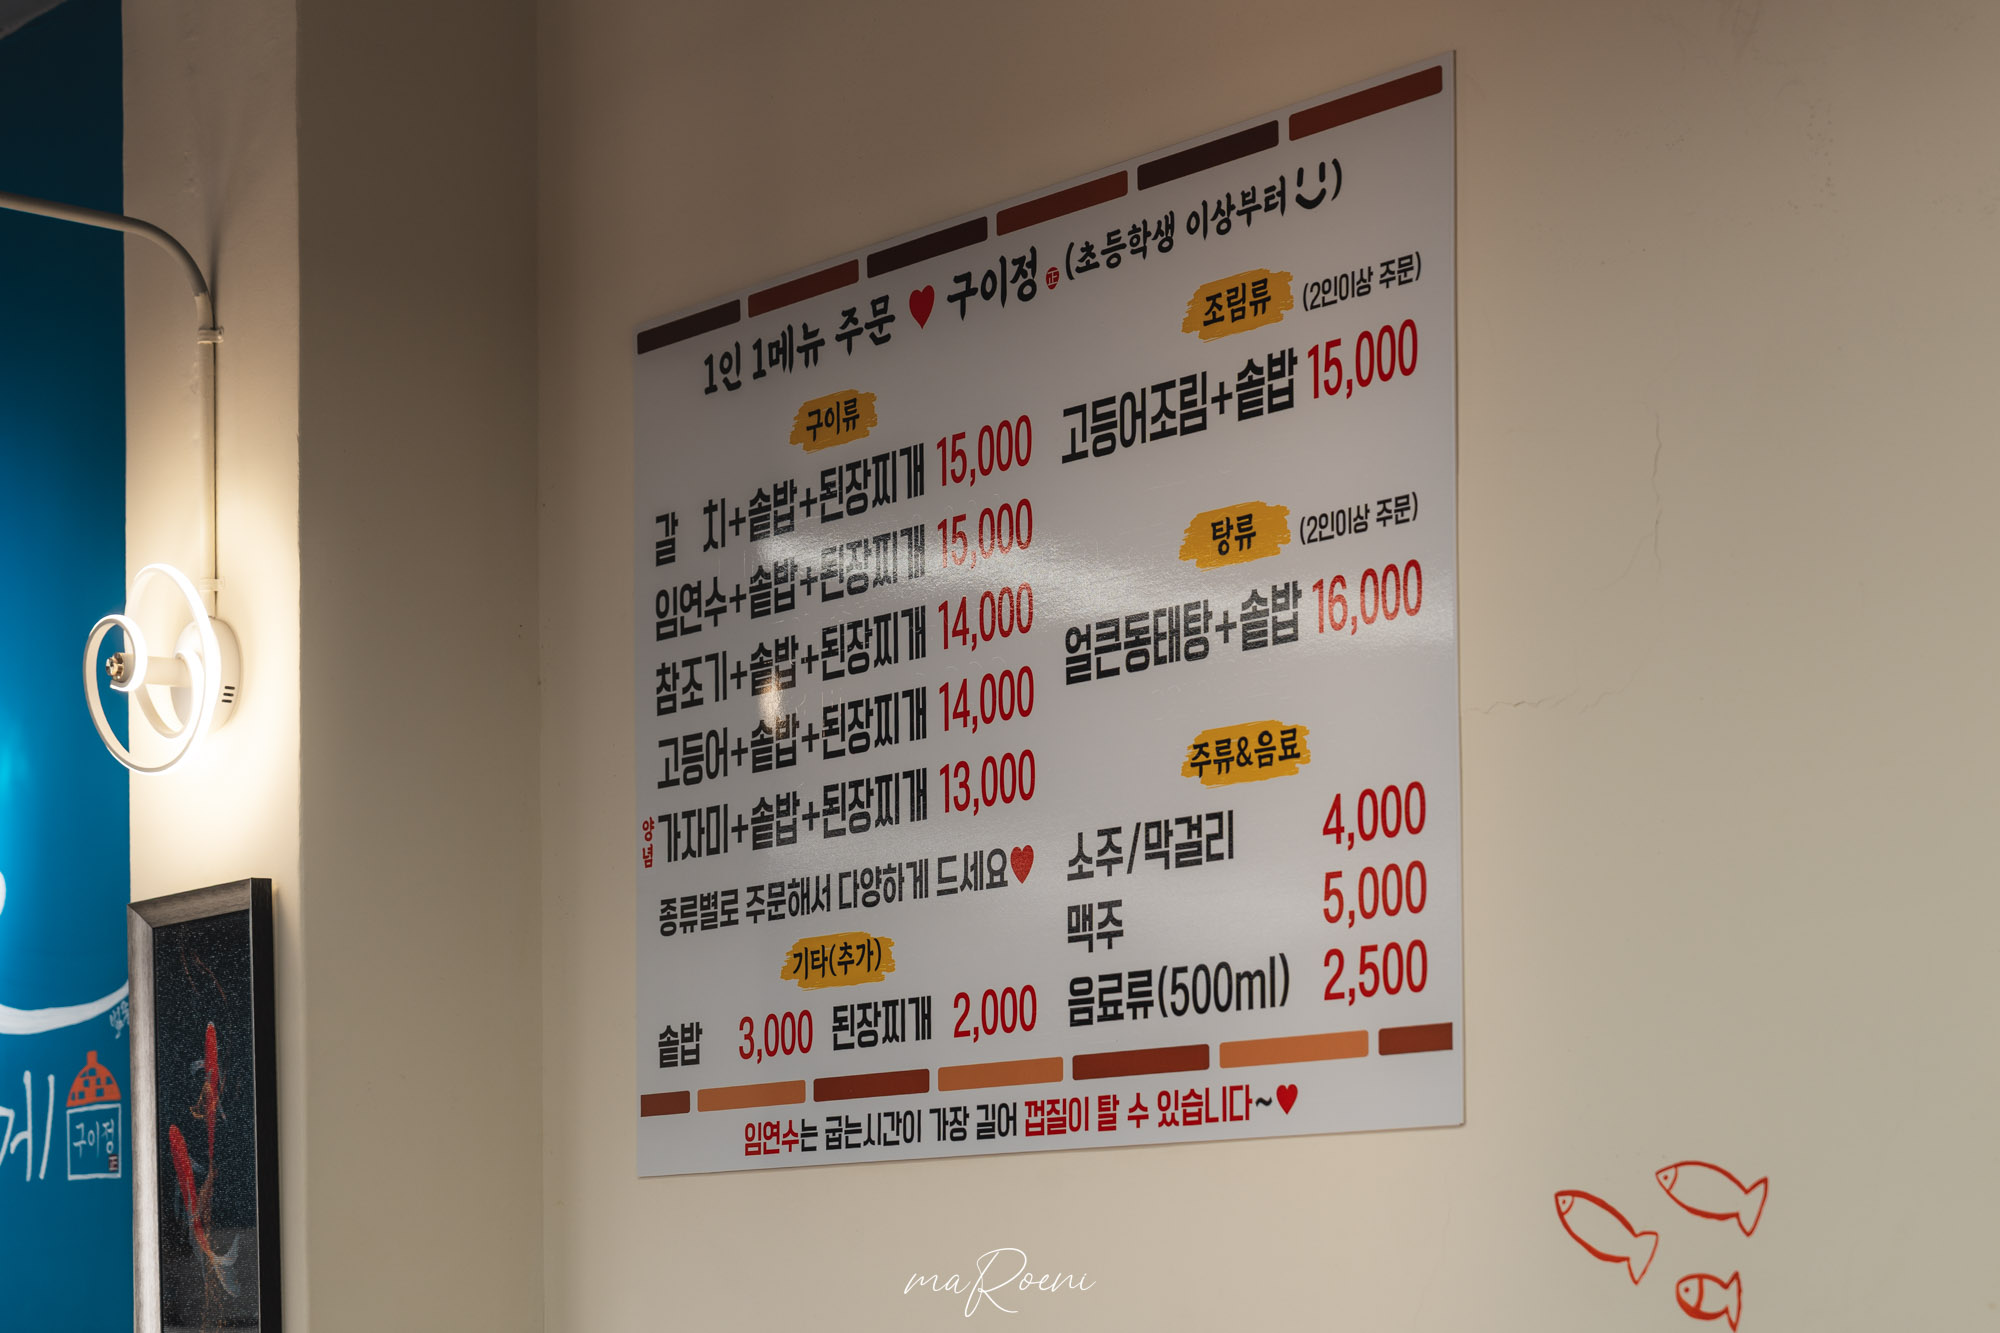 1인 1메뉴 주문 ♥ 구이정 正 (초등학생 이상부터)
구이류
갈 치+솥밥+된장찌개 15,000
임연수+솥밥+된장찌개 15,000
참조기+솥밥+된장찌개 14,000
고등어+솥밥+된장찌개 14,000
양념 가자미+솥밥+된장찌개 13,000
종류별로 주문해서 다양하게 드세요♥
기타(추가)
솥밥 3,000 된장찌개 2,000
조림류 (2인이상 주문)
고등어조림+솥밥 15,000
탕류 (2인이상 주문)
얼큰동태탕+솥밥 16,000
주류&음료
소주/막걸리 4,000
맥주 5,000
음료류(500ml) 2,500
임연수는 굽는시간이 가장 길어 껍질이 탈 수 있습니다~♥
구이정
maRoeni